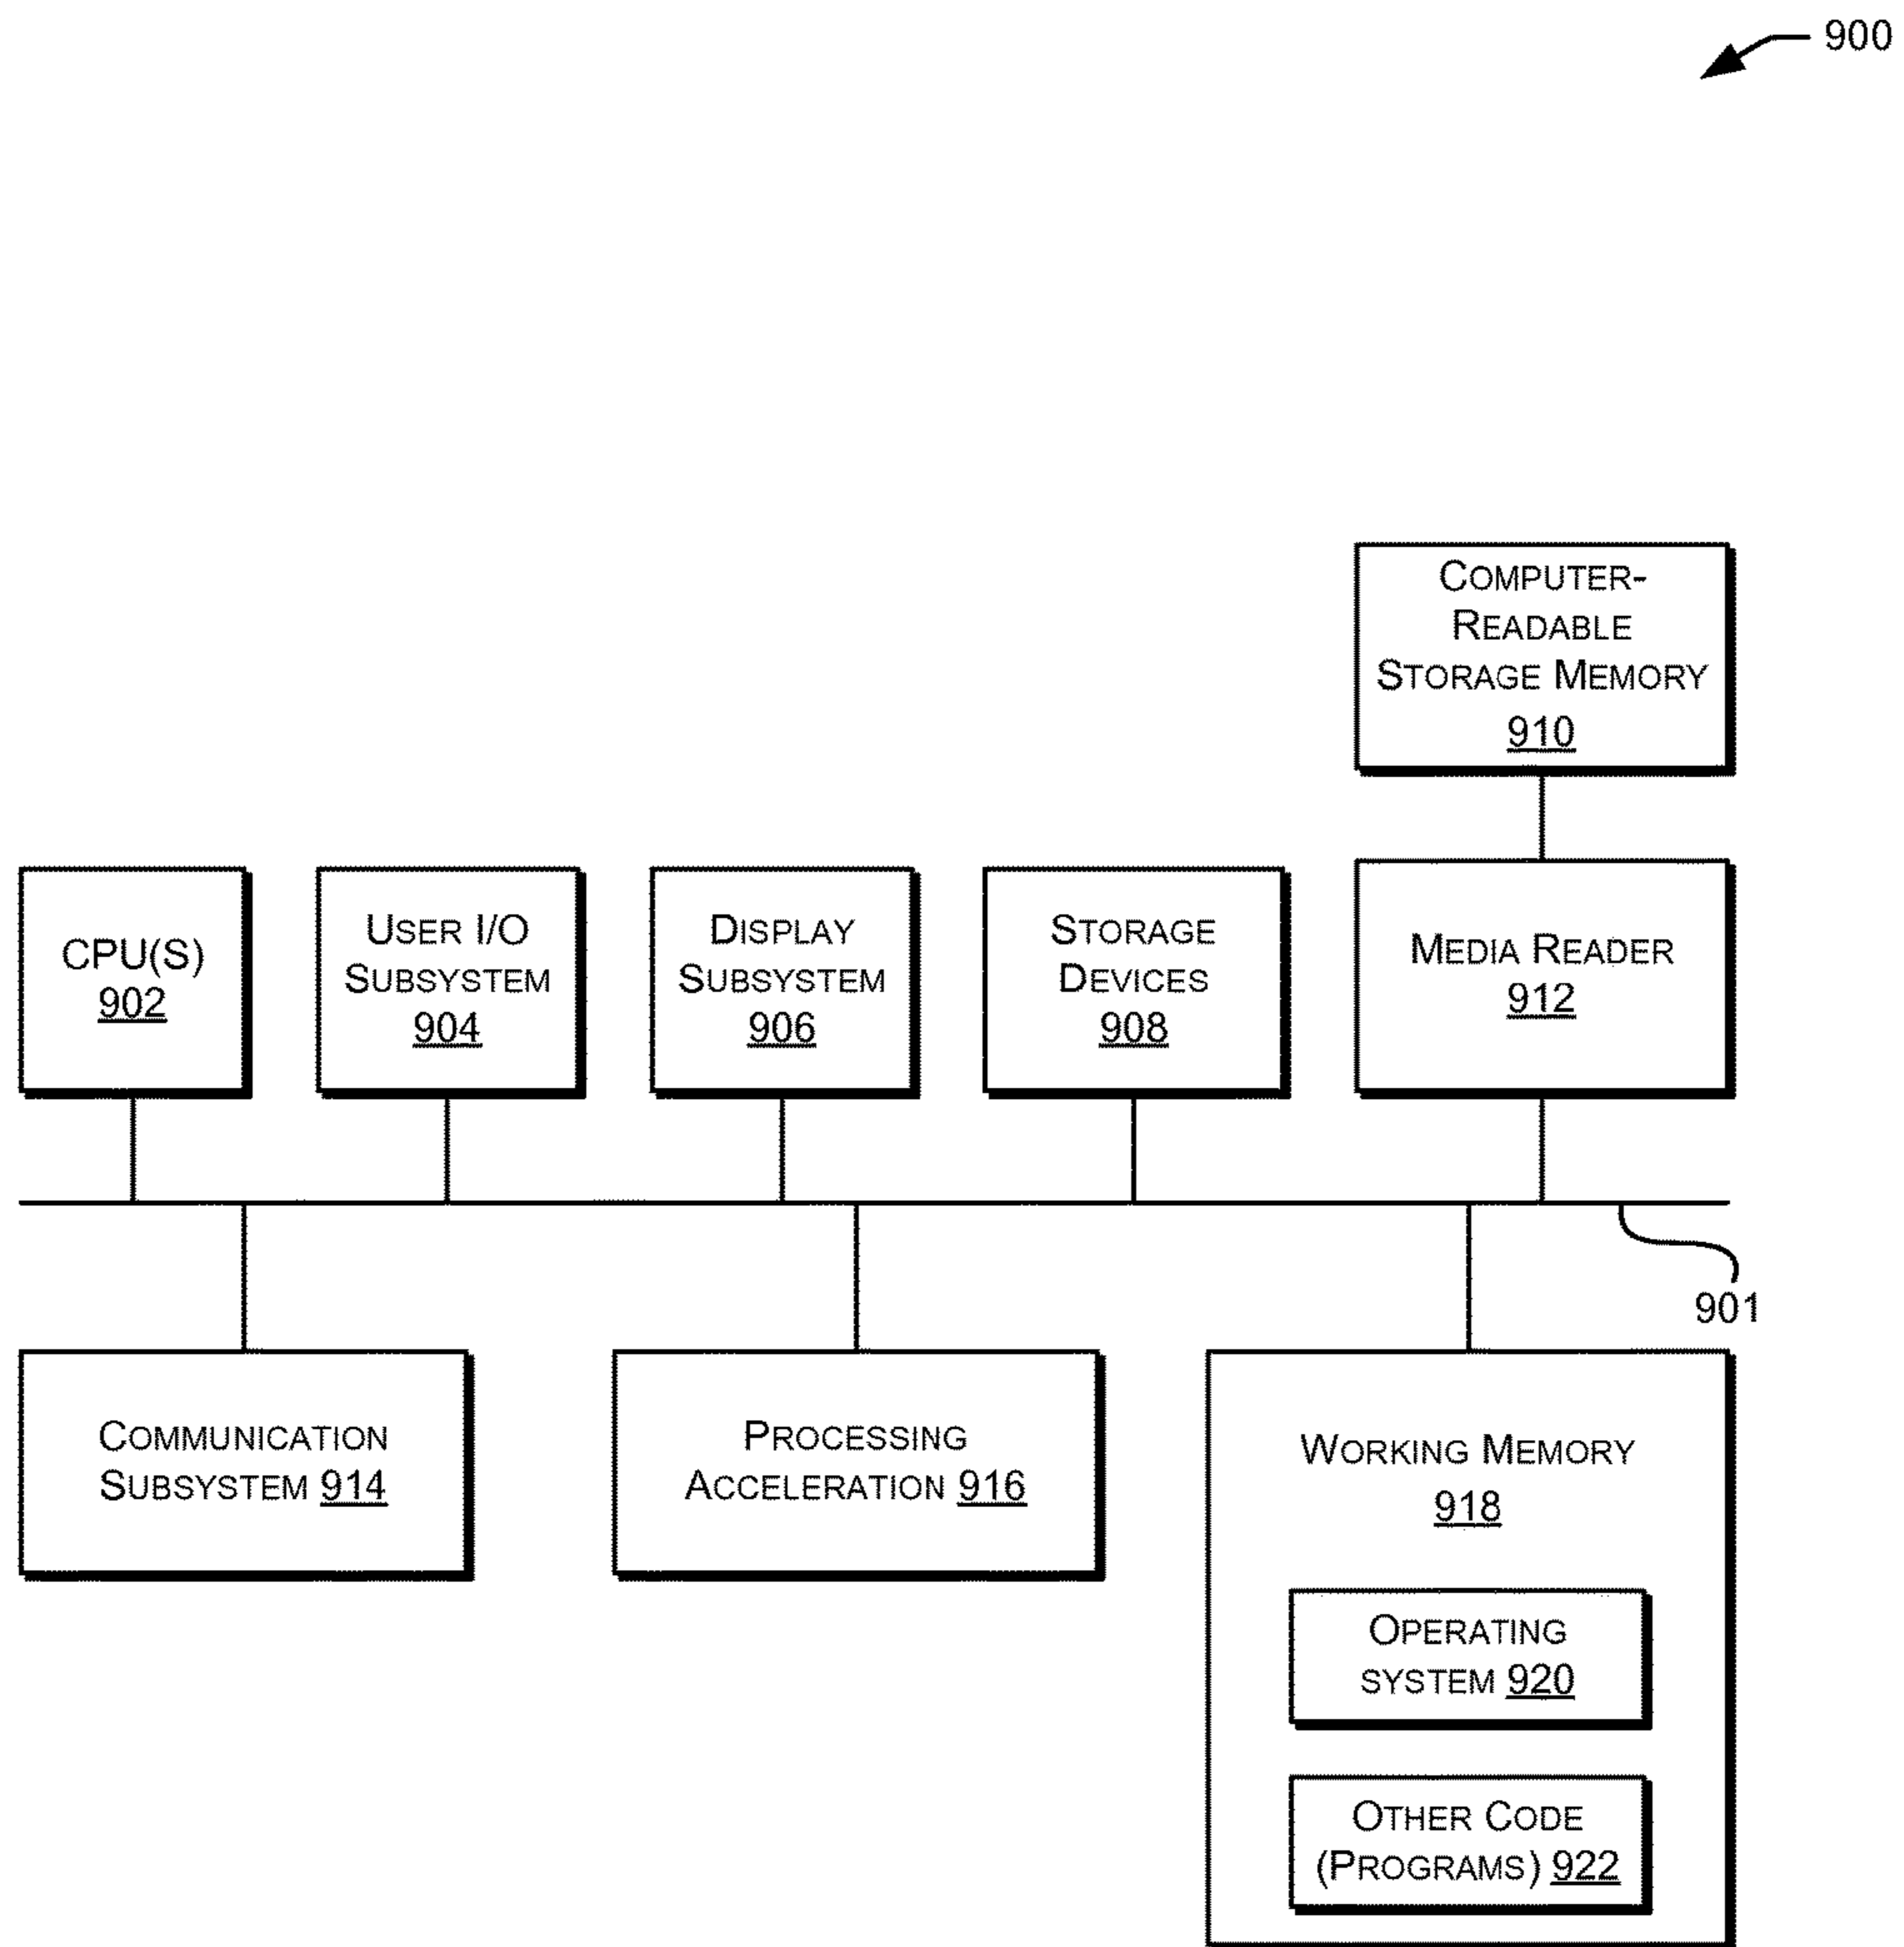 900
COMPUTER-
READABLE
STORAGE MEMORY
910
CPU(S)
902
USER I/O
SUBSYSTEM
904
DISPLAY
SUBSYSTEM
906
STORAGE
DEVICES
908
MEDIA READER
912
901
COMMUNICATION
SUBSYSTEM 914
PROCESSING
ACCELERATION 916
WORKING MEMORY
918
OPERATING
SYSTEM 920
OTHER CODE
(PROGRAMS) 922